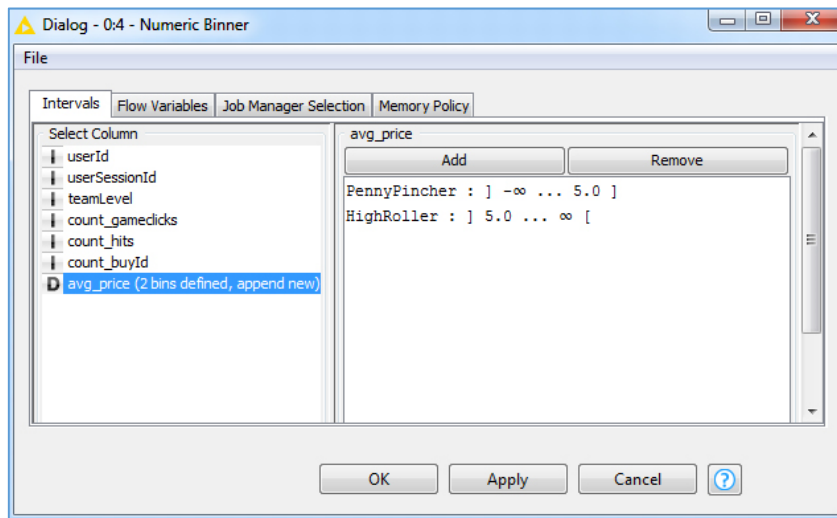 Dialog - 0:4 - Numeric Binner
File
Intervals Flow Variables Job Manager Selection Memory Policy
Select Column
userId
userSessionId
teamLevel
count_gameclicks
count_hits
count_buyId
D avg_price (2 bins defined, append new)
avg_price
Add Remove
PennyPincher : ] -∞ ... 5.0 ]
HighRoller : ] 5.0 ... ∞ [
OK Apply Cancel ?